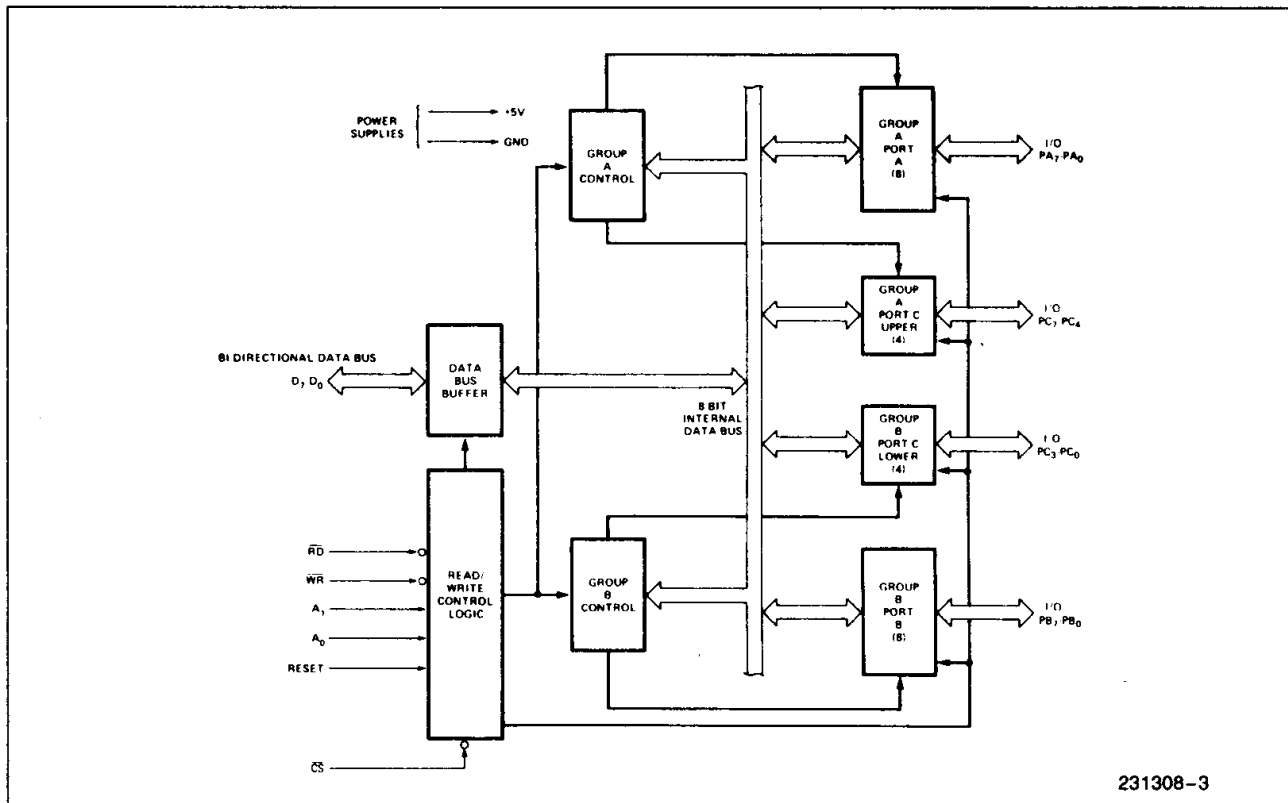 POWER
SUPPLIES
+5V
GND
GROUP
A
CONTROL
GROUP
A
PORT
A
(8)
I/O
PA7-PA0
GROUP
A
PORT C
UPPER
(4)
I/O
PC7-PC4
BI DIRECTIONAL DATA BUS
D7 D0
DATA
BUS
BUFFER
8 BIT
INTERNAL
DATA BUS
GROUP
B
PORT C
LOWER
(4)
I/O
PC3-PC0
RD
WR
A1
A0
RESET
CS
READ/
WRITE
CONTROL
LOGIC
GROUP
B
CONTROL
GROUP
B
PORT
B
(8)
I/O
PB7-PB0
231308-3